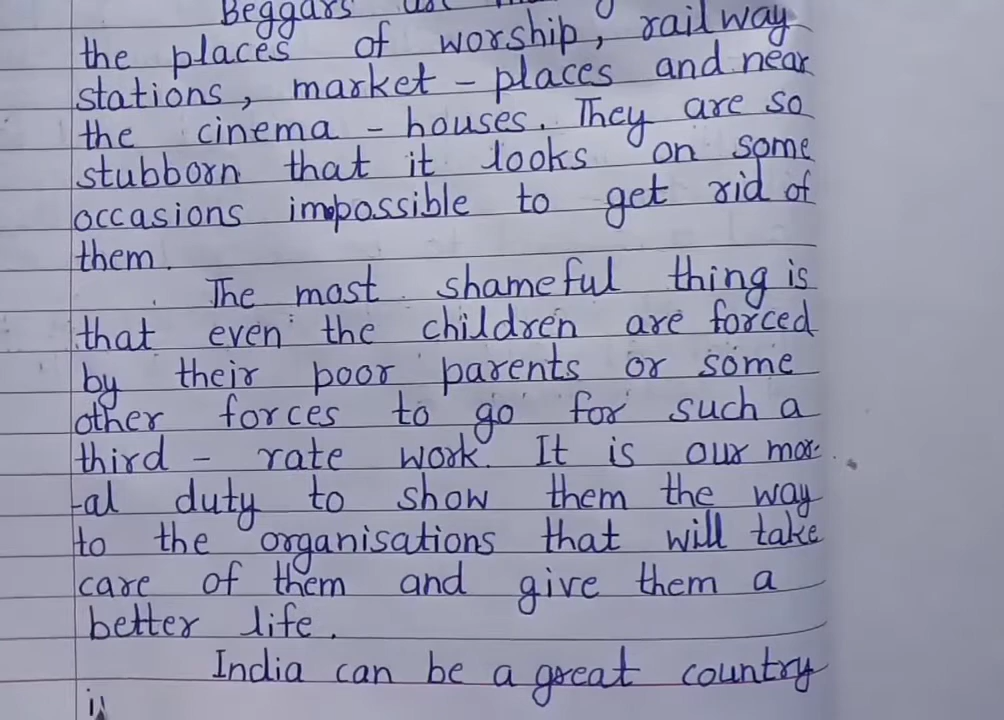 Beggars
the places of worship, railway
stations, market - places and near
the cinema - houses. They are so
stubborn that it looks on some
occasions impossible to get rid of
them.
The most shameful thing is
that even the children are forced
by their poor parents or some
other forces to go for such a
third - rate work. It is our mor-
-al duty to show them the way
to the organisations that will take
care of them and give them a
better life.
India can be a great country